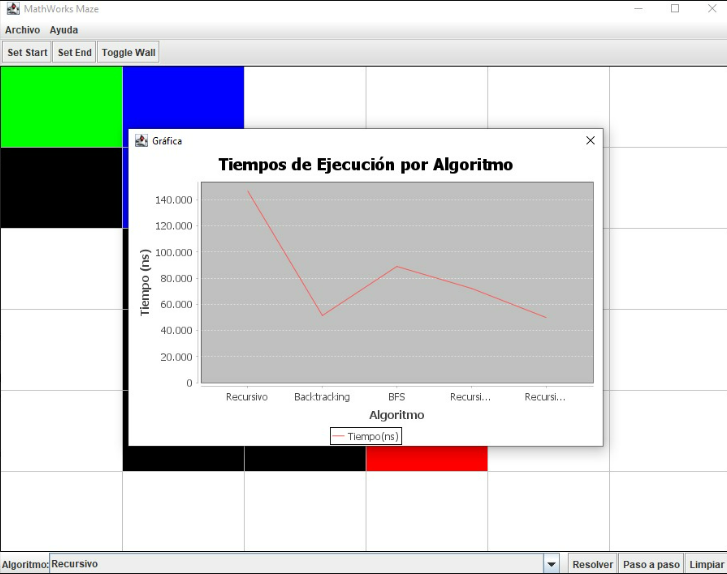 MathWorks Maze
Archivo Ayuda
Set Start Set End Toggle Wall
Gráfica
Tiempos de Ejecución por Algoritmo
Tiempo (ns)
140.000
120.000
100.000
80.000
60.000
40.000
20.000
0
Recursivo Backtracking BFS Recursi... Recursi...
Algoritmo
Tiempo(ns)
Algoritmo: Recursivo Resolver Paso a paso Limpiar